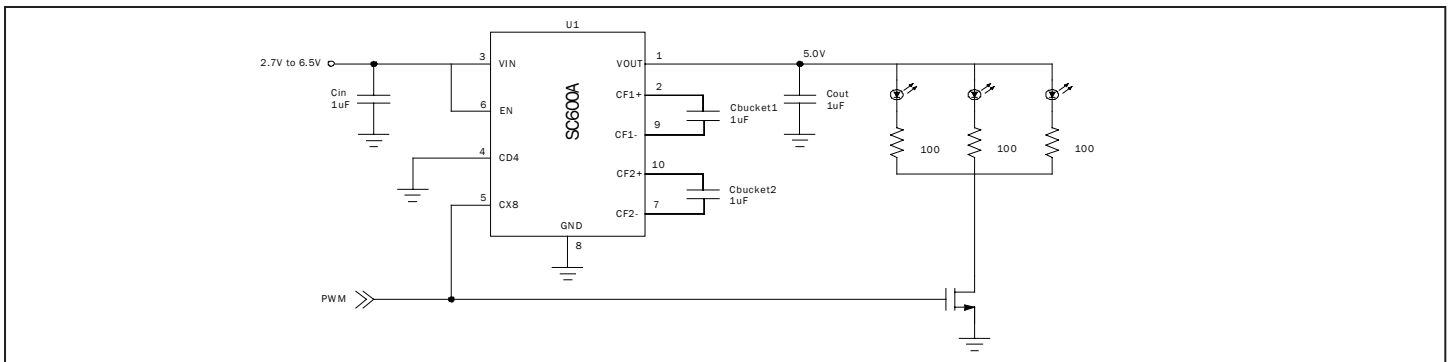 U1
2.7V to 6.5V
3
VIN
VOUT
1
5.0V
Cin
1uF
6
EN
SC600A
CF1+
2
Cbucket1
1uF
CF1-
9
Cout
1uF
4
CD4
CF2+
10
Cbucket2
1uF
5
CX8
CF2-
7
GND
8
100
100
100
PWM